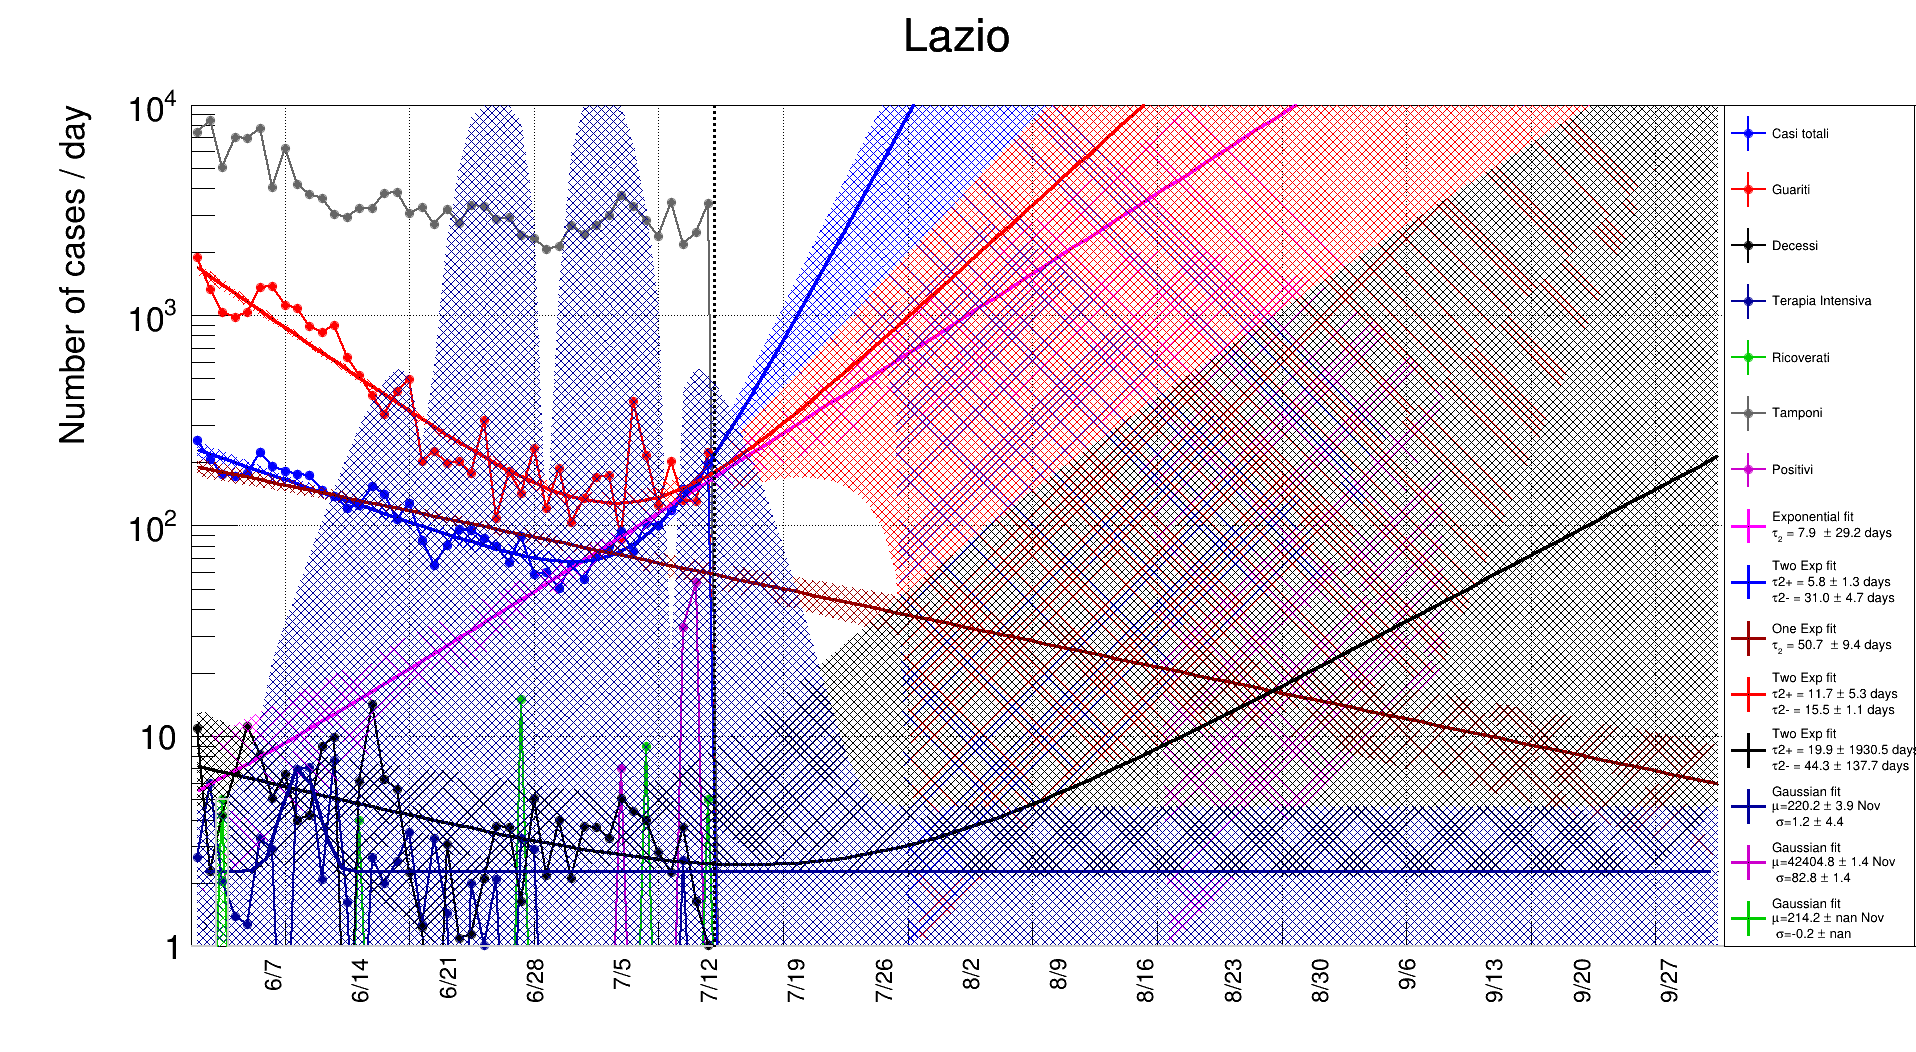 Lazio
Number of cases / day
10⁴
10³
10²
10
1
6/7
6/14
6/21
6/28
7/5
7/12
7/19
7/26
8/2
8/9
8/16
8/23
8/30
9/6
9/13
9/20
9/27
Casi totali
Guariti
Decessi
Terapia Intensiva
Ricoverati
Tamponi
Positivi
Exponential fit
τ₂ = 7.9 ± 29.2 days
Two Exp fit
τ2+ = 5.8 ± 1.3 days
τ2- = 31.0 ± 4.7 days
One Exp fit
τ₂ = 50.7 ± 9.4 days
Two Exp fit
τ2+ = 11.7 ± 5.3 days
τ2- = 15.5 ± 1.1 days
Two Exp fit
τ2+ = 19.9 ± 1930.5 days
τ2- = 44.3 ± 137.7 days
Gaussian fit
μ=220.2 ± 3.9 Nov
σ=1.2 ± 4.4
Gaussian fit
μ=42404.8 ± 1.4 Nov
σ=82.8 ± 1.4
Gaussian fit
μ=214.2 ± nan Nov
σ=-0.2 ± nan